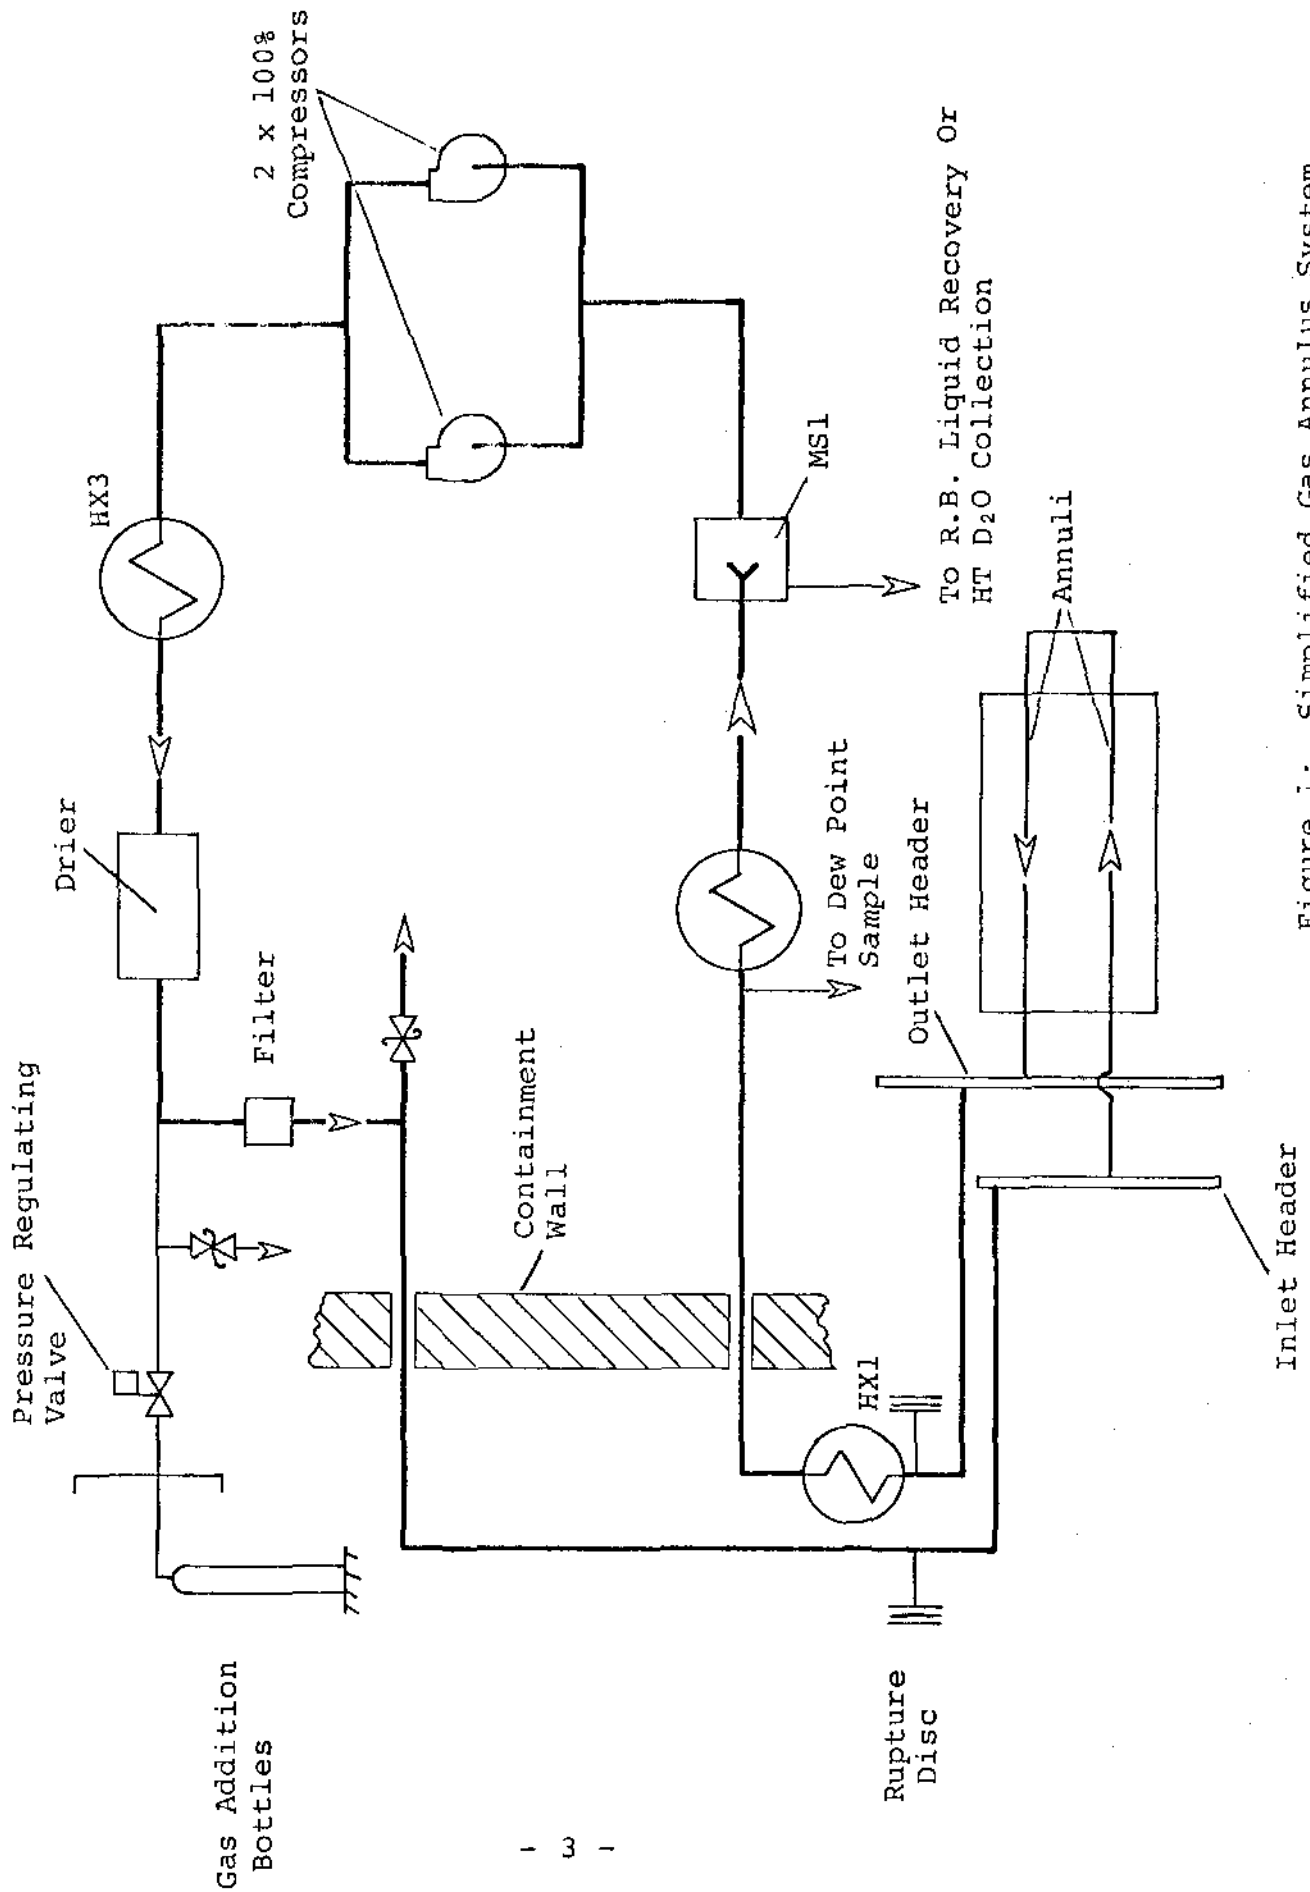 2 x 100%
Compressors
HX3
Drier
Pressure Regulating
Valve
Filter
Gas Addition
Bottles
Containment
Wall
MS1
To R.B. Liquid Recovery Or
HT D₂O Collection
To Dew Point
Sample
HX1
Outlet Header
Annuli
Rupture
Disc
Inlet Header
Figure 1: Simplified Gas Annulus System
- 3 -